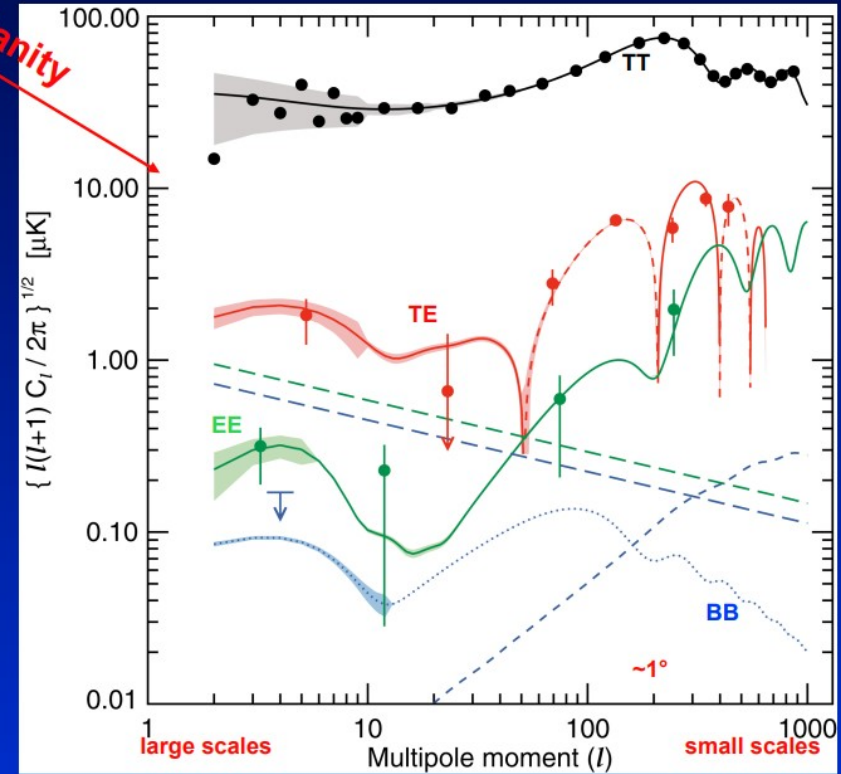 anity
100.00
10.00
1.00
0.10
0.01
{ l(l+1) Cl / 2π }1/2 [μK]
TT
TE
EE
BB
~1°
1
10
100
1000
large scales
Multipole moment (l)
small scales